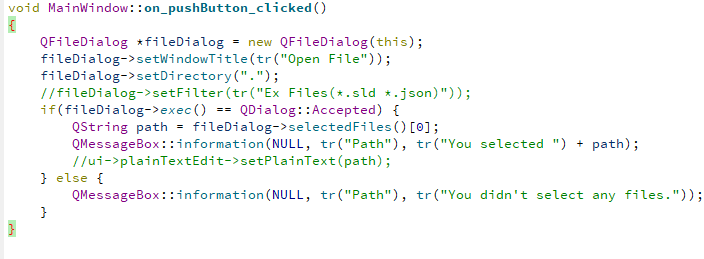 void MainWindow::on_pushButton_clicked()
{
    QFileDialog *fileDialog = new QFileDialog(this);
    fileDialog->setWindowTitle(tr("Open File"));
    fileDialog->setDirectory(".");
    //fileDialog->setFilter(tr("Ex Files(*.sld *.json)"));
    if(fileDialog->exec() == QDialog::Accepted) {
        QString path = fileDialog->selectedFiles()[0];
        QMessageBox::information(NULL, tr("Path"), tr("You selected ") + path);
        //ui->plainTextEdit->setPlainText(path);
    } else {
        QMessageBox::information(NULL, tr("Path"), tr("You didn't select any files."));
    }
}